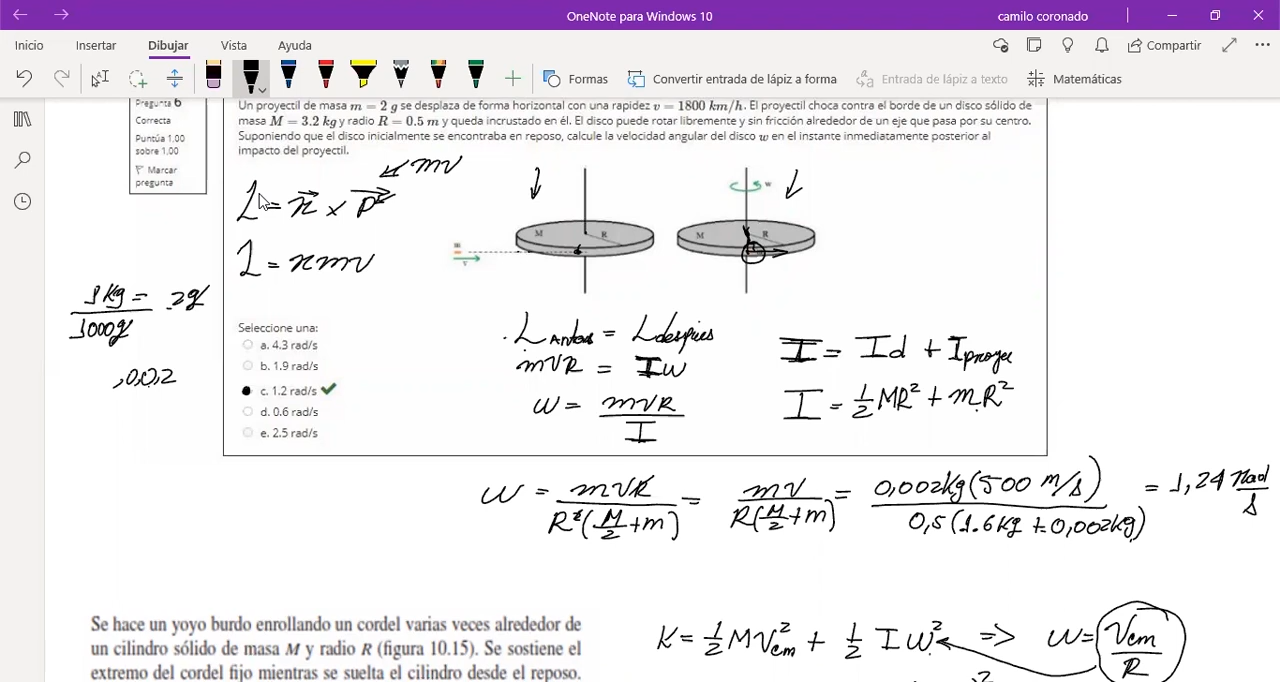 OneNote para Windows 10
camilo coronado
Inicio Insertar Dibujar Vista Ayuda
Compartir
Formas Convertir entrada de lápiz a forma Entrada de lápiz a texto Matemáticas
Pregunta 6
Correcta
Puntúa 1,00
sobre 1,00
Marcar
pregunta
Un proyectil de masa m = 2 g se desplaza de forma horizontal con una rapidez v = 1800 km/h. El proyectil choca contra el borde de un disco sólido de
masa M = 3.2 kg y radio R = 0.5 m y queda incrustado en él. El disco puede rotar libremente y sin fricción alrededor de un eje que pasa por su centro.
Suponiendo que el disco inicialmente se encontraba en reposo, calcule la velocidad angular del disco w en el instante inmediatamente posterior al
impacto del proyectil.
mv
L = r × p
L = rmv
m
v
M R
M R
w
1kg = 2g
1000g
,002
Seleccione una:
a. 4.3 rad/s
b. 1.9 rad/s
c. 1.2 rad/s ✓
d. 0.6 rad/s
e. 2.5 rad/s
L Antes = L después
mVR = Iw
w = mVR / I
I = Id + I proyec
I = 1/2 MR² + mR²
w = mVR / R²(M/2 + m) = mV / R(M/2 + m) = 0,002kg(500 m/s) / 0,5(1.6kg + 0,002kg) = 1,24 rad/s
Se hace un yoyo burdo enrollando un cordel varias veces alrededor de
un cilindro sólido de masa M y radio R (figura 10.15). Se sostiene el
extremo del cordel fijo mientras se suelta el cilindro desde el reposo.
K = 1/2 MVcm² + 1/2 I w² => w = Vcm / R